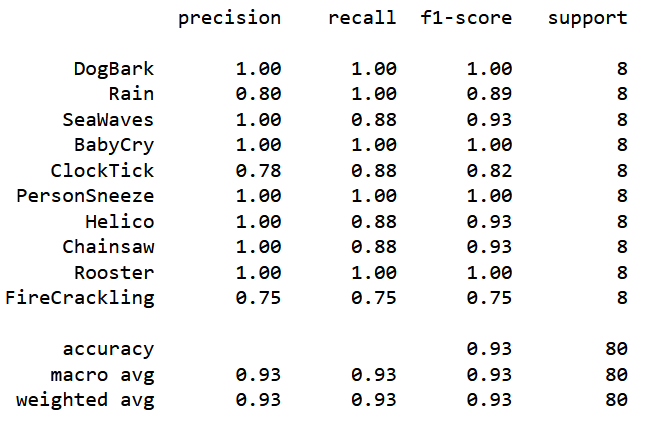 precision recall f1-score support
DogBark 1.00 1.00 1.00 8
Rain 0.80 1.00 0.89 8
SeaWaves 1.00 0.88 0.93 8
BabyCry 1.00 1.00 1.00 8
ClockTick 0.78 0.88 0.82 8
PersonSneeze 1.00 1.00 1.00 8
Helico 1.00 0.88 0.93 8
Chainsaw 1.00 0.88 0.93 8
Rooster 1.00 1.00 1.00 8
FireCrackling 0.75 0.75 0.75 8
accuracy 0.93 80
macro avg 0.93 0.93 0.93 80
weighted avg 0.93 0.93 0.93 80